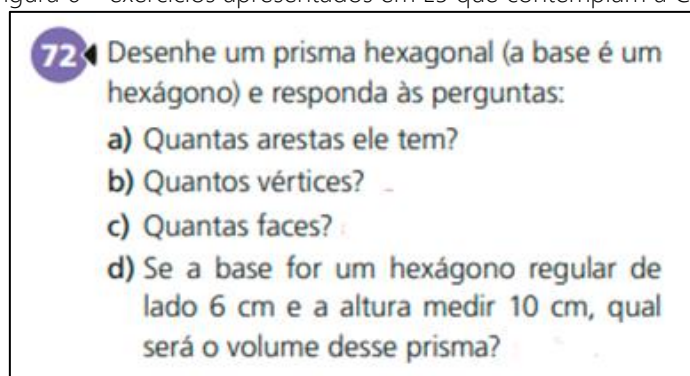 72 Desenhe um prisma hexagonal (a base é um
hexágono) e responda às perguntas:
a) Quantas arestas ele tem?
b) Quantos vértices?
c) Quantas faces?
d) Se a base for um hexágono regular de
lado 6 cm e a altura medir 10 cm, qual
será o volume desse prisma?